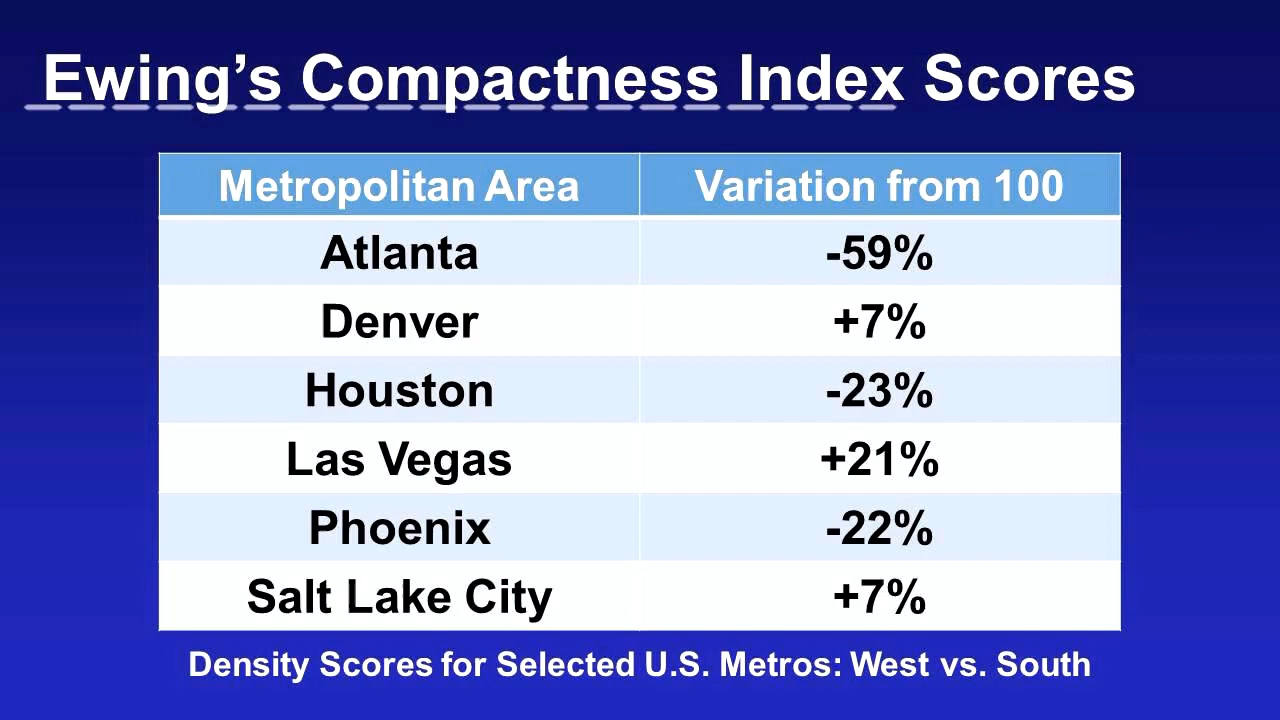 Ewing’s Compactness Index Scores
Metropolitan Area Variation from 100
Atlanta -59%
Denver +7%
Houston -23%
Las Vegas +21%
Phoenix -22%
Salt Lake City +7%
Density Scores for Selected U.S. Metros: West vs. South